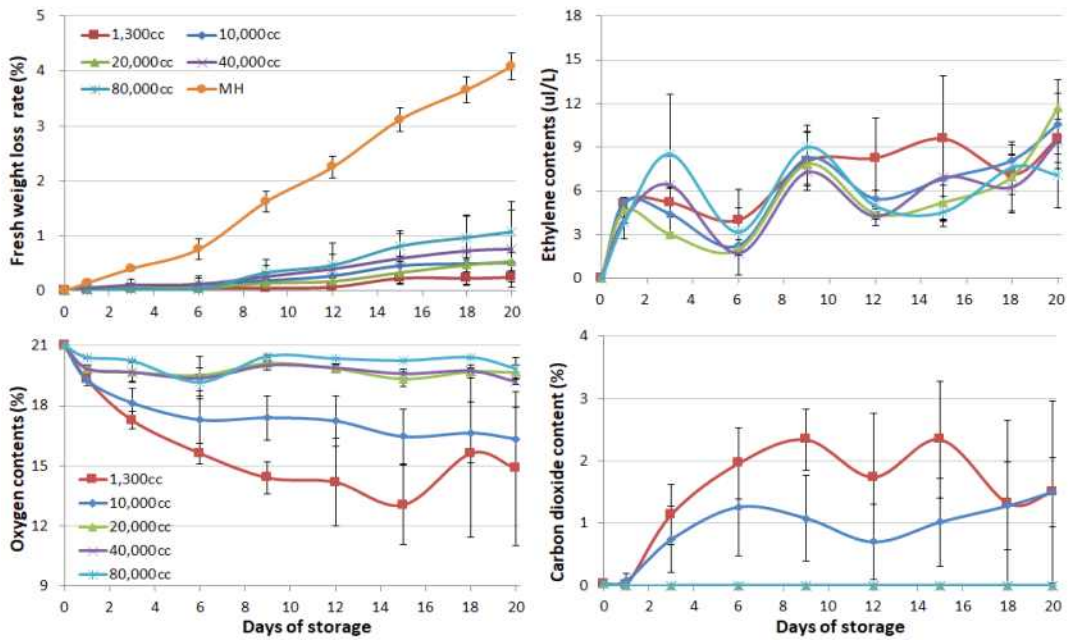 Fresh weight loss rate (%)
5
4
3
2
1
0
1,300cc
10,000cc
20,000cc
40,000cc
80,000cc
MH
0 2 4 6 8 10 12 14 16 18 20
Ethylene contents (ul/L)
18
15
12
9
6
3
0
0 2 4 6 8 10 12 14 16 18 20
Oxygen contents (%)
21
18
15
12
9
1,300cc
10,000cc
20,000cc
40,000cc
80,000cc
0 2 4 6 8 10 12 14 16 18 20
Days of storage
Carbon dioxide content (%)
4
3
2
1
0
0 2 4 6 8 10 12 14 16 18 20
Days of storage